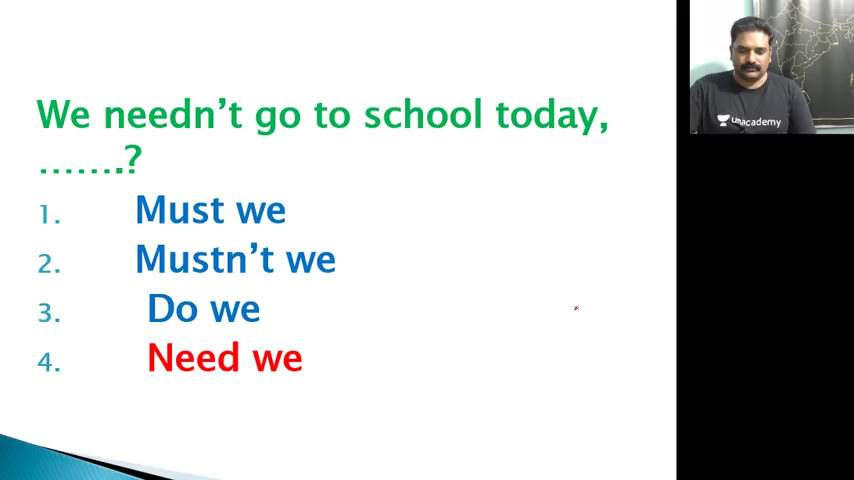 We needn't go to school today,
.......?
1. Must we
2. Mustn't we
3. Do we
4. Need we
unacademy